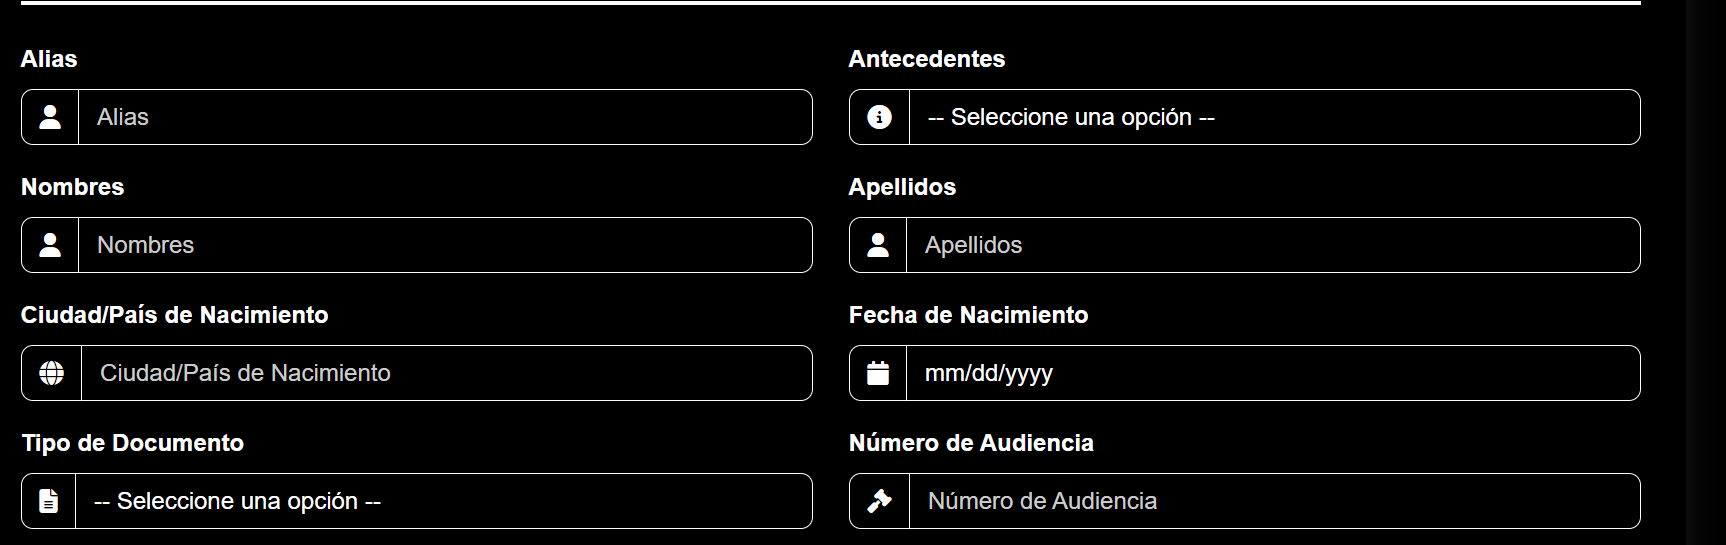 Alias
Antecedentes
Alias
-- Seleccione una opción --
Nombres
Apellidos
Nombres
Apellidos
Ciudad/País de Nacimiento
Fecha de Nacimiento
Ciudad/País de Nacimiento
mm/dd/yyyy
Tipo de Documento
Número de Audiencia
-- Seleccione una opción --
Número de Audiencia